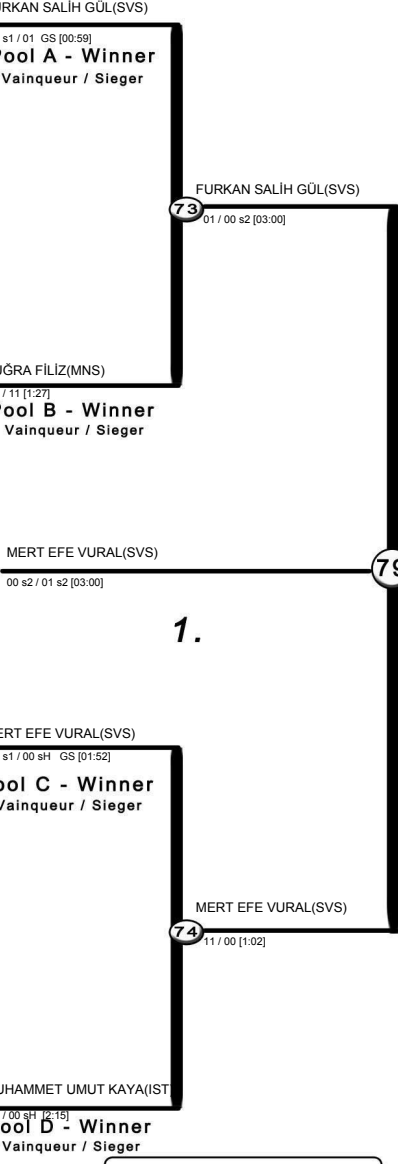 FURKAN SALİH GÜL(SVS)
s1 / 01 GS [00:59]
Pool A - Winner
Vainqueur / Sieger
FURKAN SALİH GÜL(SVS)
73
01 / 00 s2 [03:00]
FİLİZ(MNS)
/ 11 [1:27]
Pool B - Winner
Vainqueur / Sieger
MERT EFE VURAL(SVS)
79
00 s2 / 01 s2 [03:00]
1.
MERT EFE VURAL(SVS)
s1 / 00 sH GS [01:52]
Pool C - Winner
Vainqueur / Sieger
MERT EFE VURAL(SVS)
74
11 / 00 [1:02]
MUHAMMET UMUT KAYA(IST)
/ 00 sH [2:15]
Pool D - Winner
Vainqueur / Sieger